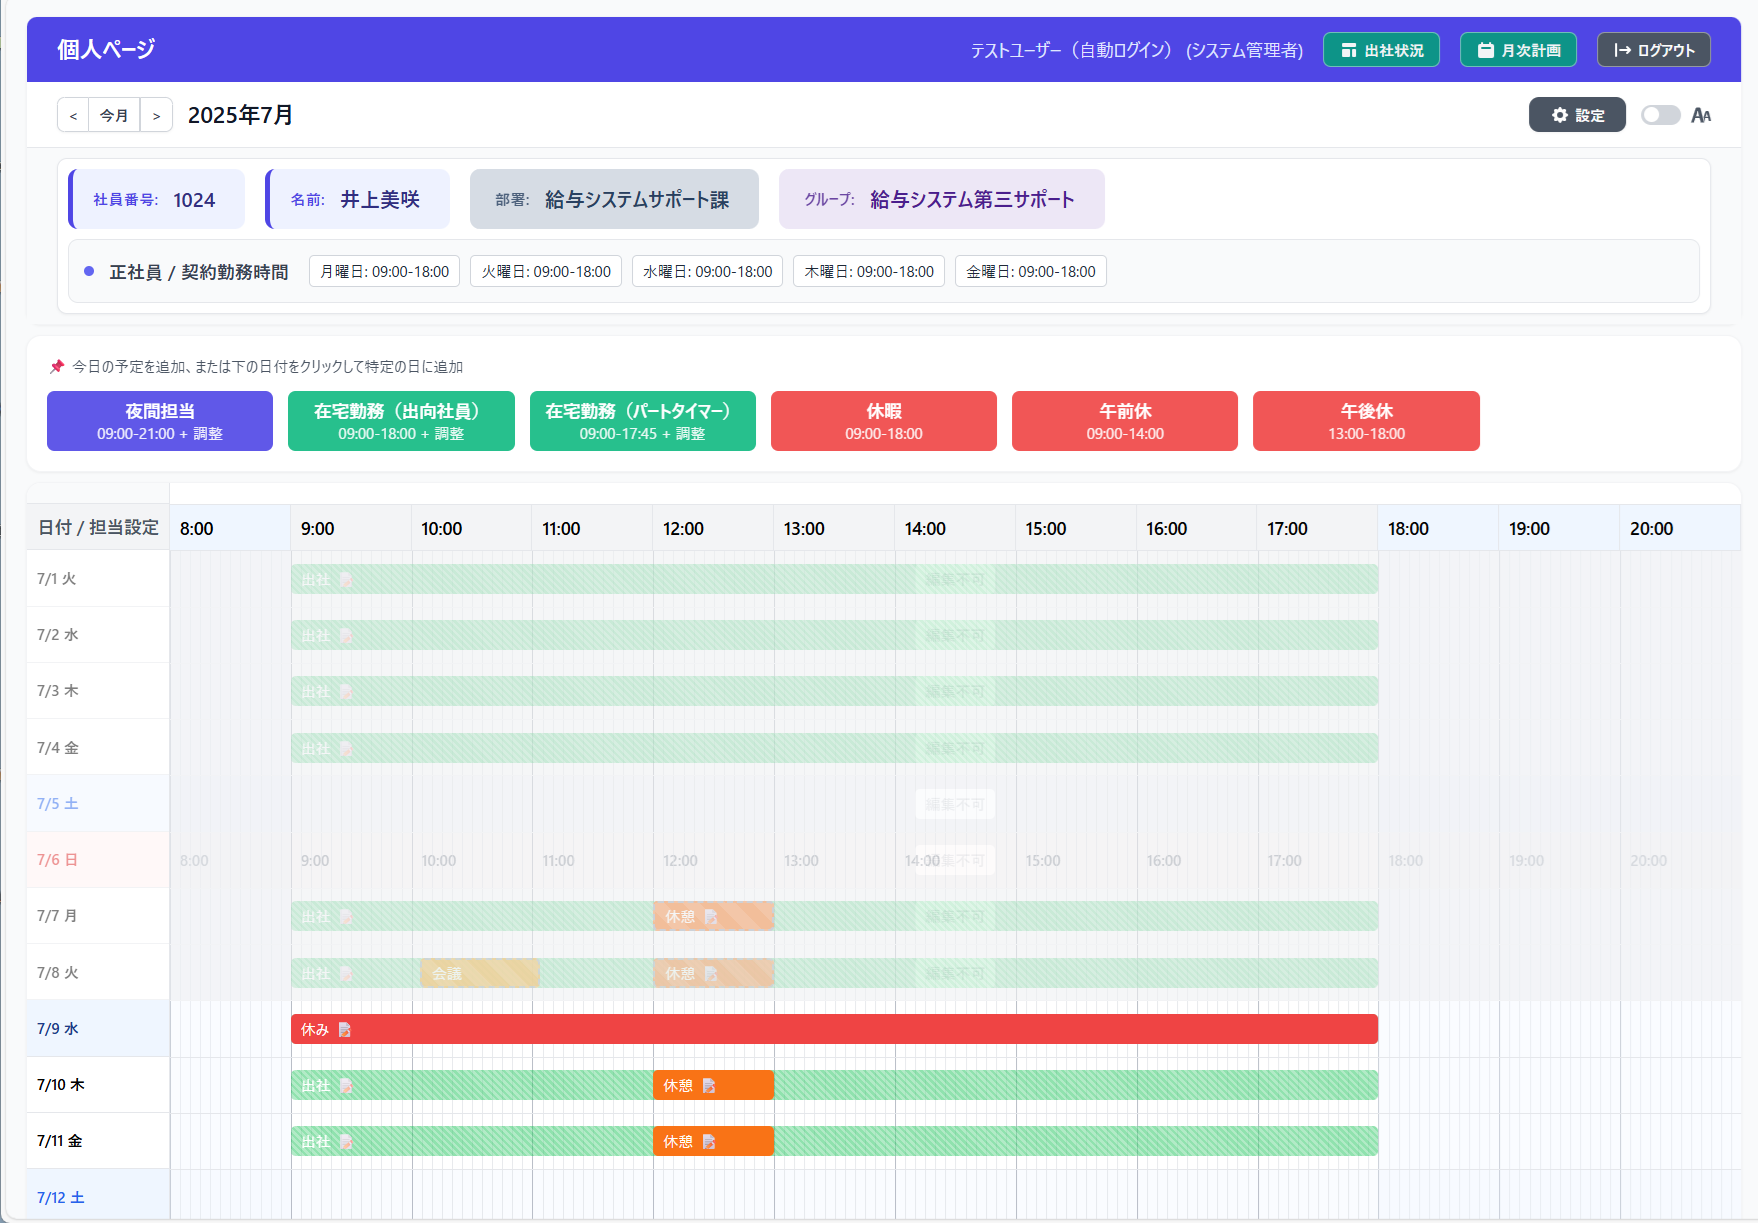 個人ページ
テストユーザー（自動ログイン） (システム管理者)
出社状況
月次計画
ログアウト
< 今月 > 2025年7月
設定
AA
社員番号: 1024
名前: 井上美咲
部署: 給与システムサポート課
グループ: 給与システム第三サポート
正社員 / 契約勤務時間
月曜日: 09:00-18:00
火曜日: 09:00-18:00
水曜日: 09:00-18:00
木曜日: 09:00-18:00
金曜日: 09:00-18:00
今日の予定を追加、または下の日付をクリックして特定の日に追加
夜間担当
09:00-21:00 + 調整
在宅勤務（出向社員）
09:00-18:00 + 調整
在宅勤務（パートタイマー）
09:00-17:45 + 調整
休暇
09:00-18:00
午前休
09:00-14:00
午後休
13:00-18:00
日付 / 担当設定 8:00 9:00 10:00 11:00 12:00 13:00 14:00 15:00 16:00 17:00 18:00 19:00 20:00
7/1 火 出社 編集不可
7/2 水 出社 編集不可
7/3 木 出社 編集不可
7/4 金 出社 編集不可
7/5 土 編集不可
7/6 日 8:00 9:00 10:00 11:00 12:00 13:00 14:00 集不可 15:00 16:00 17:00 18:00 19:00 20:00
7/7 月 出社 休憩 編集不可
7/8 火 出社 会議 休憩 編集不可
7/9 水 休み
7/10 木 出社 休憩
7/11 金 出社 休憩
7/12 土